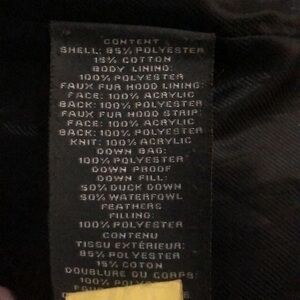 CONTENT
SHELL: 85% POLYESTER
15% COTTON
BODY LINING:
100% POLYESTER
FAUX FUR HOOD LINING:
FACE: 100% ACRYLIC
BACK: 100% POLYESTER
FAUX FUR HOOD STRIP:
FACE: 100% ACRYLIC
BACK: 100% POLYESTER
KNIT: 100% ACRYLIC
DOWN BAG:
100% POLYESTER
DOWN PROOF
DOWN FILL:
50% DUCK DOWN
50% WATERFOWL
FEATHERS
FILLING:
100% POLYESTER
CONTENU
TISSU EXTÉRIEUR:
85% POLYESTER
15% COTON
DOUBLURE DU CORPS:
100% POLYESTER